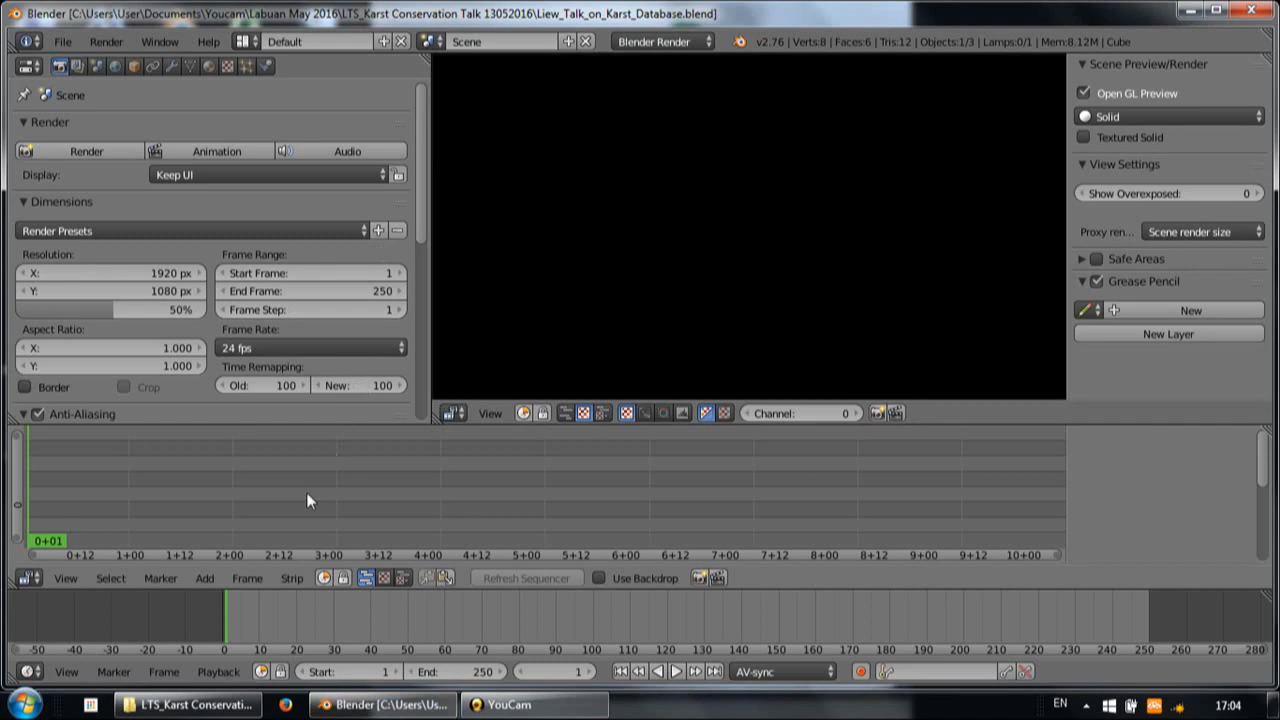 Blender [C:\Users\User\Documents\Youcam\Labuan May 2016\LTS_Karst Conservation Talk 13052016\Liew_Talk_on_Karst_Database.blend]
File Render Window Help Default Scene Blender Render v2.76 | Verts:8 | Faces:6 | Tris:12 | Objects:1/3 | Lamps:0/1 | Mem:8.12M | Cube
Scene
Render
Render Animation Audio
Display: Keep UI
Dimensions
Render Presets
Resolution: Frame Range:
X: 1920 px Start Frame: 1
Y: 1080 px End Frame: 250
50% Frame Step: 1
Aspect Ratio: Frame Rate:
X: 1.000 24 fps
Y: 1.000 Time Remapping:
Border Crop Old: 100 New: 100
Anti-Aliasing
View Channel: 0
Scene Preview/Render
Open GL Preview
Solid
Textured Solid
View Settings
Show Overexposed: 0
Proxy ren... Scene render size
Safe Areas
Grease Pencil
New
New Layer
0+01
0+12 1+00 1+12 2+00 2+12 3+00 3+12 4+00 4+12 5+00 5+12 6+00 6+12 7+00 7+12 8+00 8+12 9+00 9+12 10+00
View Select Marker Add Frame Strip Refresh Sequencer Use Backdrop
-50 -40 -30 -20 -10 0 10 20 30 40 50 60 70 80 90 100 110 120 130 140 150 160 170 180 190 200 210 220 230 240 250 260 270 280
View Marker Frame Playback Start: 1 End: 250 1 AV-sync
LTS_Karst Conservati... Blender [C:\Users\Us... YouCam EN 17:04